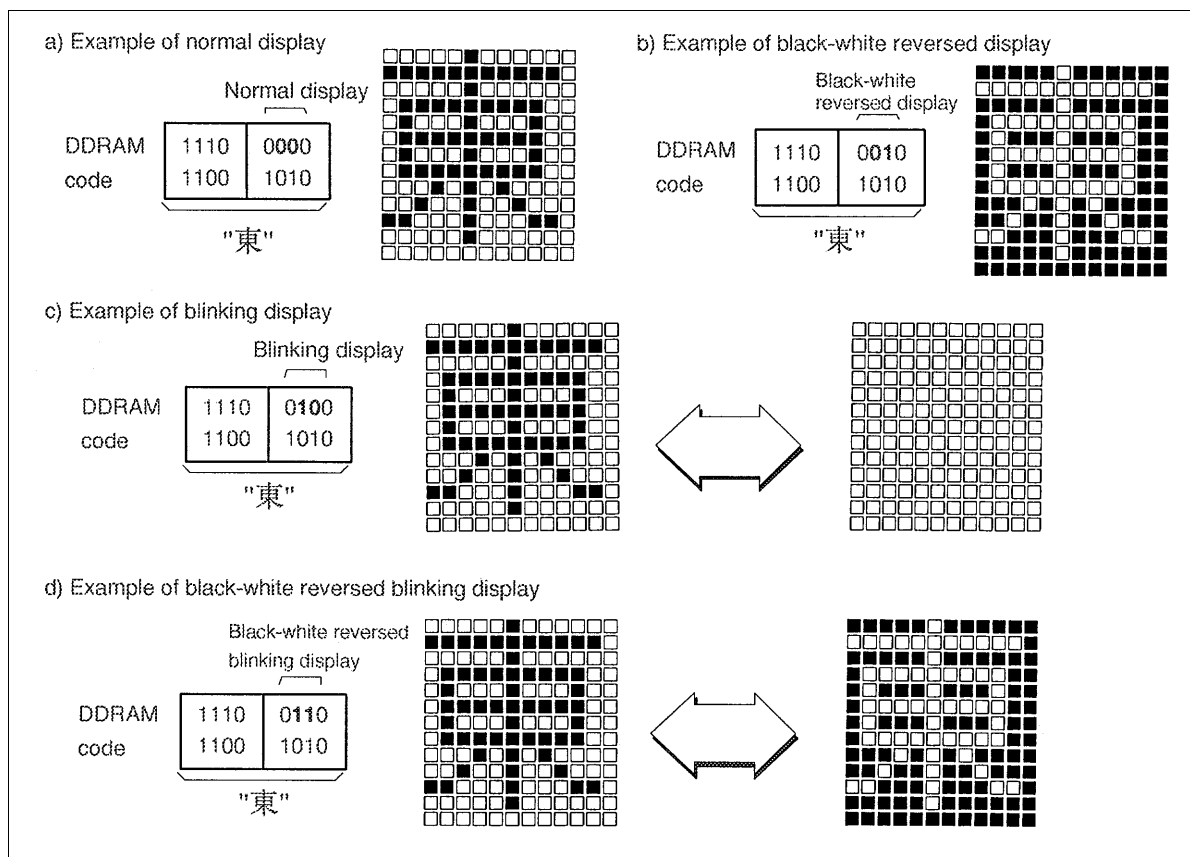 a) Example of normal display
Normal display
DDRAM 1110 0000
code 1100 1010
"東"
b) Example of black-white reversed display
Black-white
reversed display
DDRAM 1110 0010
code 1100 1010
"東"
c) Example of blinking display
Blinking display
DDRAM 1110 0100
code 1100 1010
"東"
d) Example of black-white reversed blinking display
Black-white reversed
blinking display
DDRAM 1110 0110
code 1100 1010
"東"